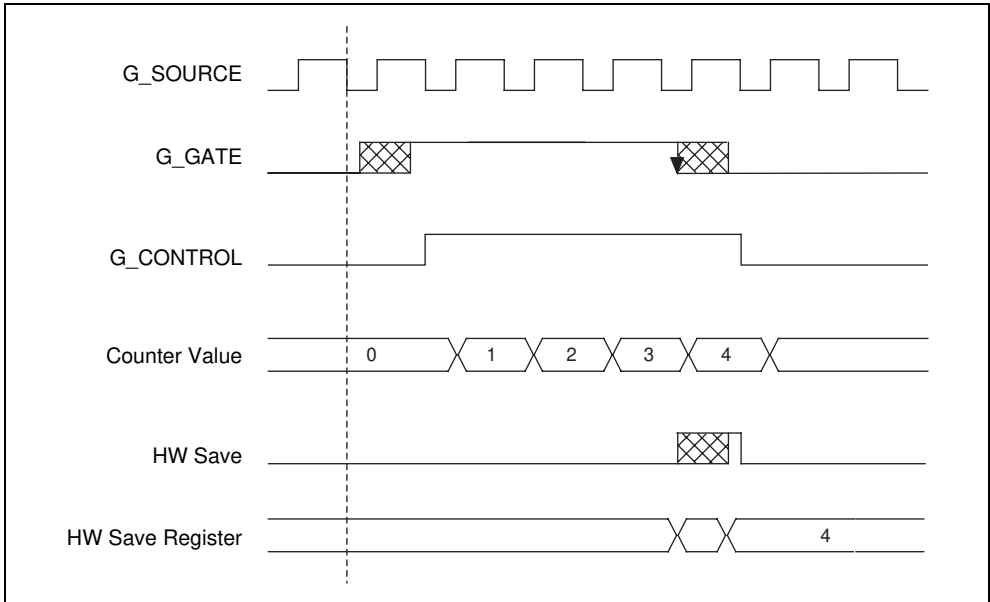 G_SOURCE
G_GATE
G_CONTROL
Counter Value 0 1 2 3 4
HW Save
HW Save Register 4